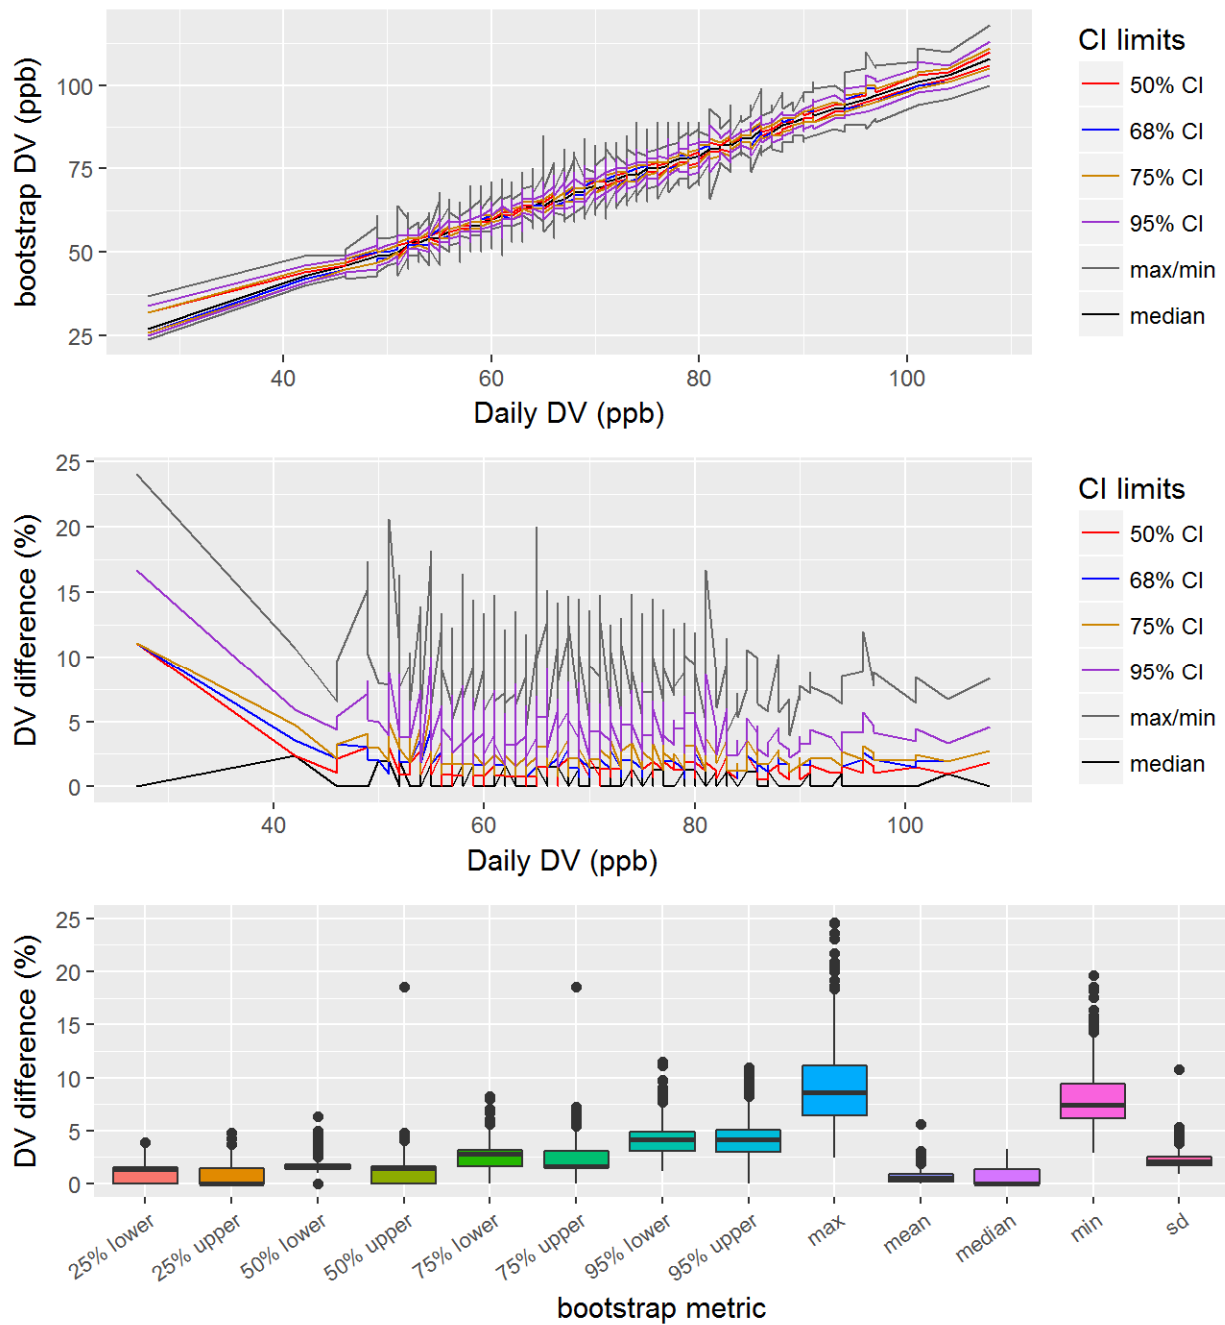 bootstrap DV (ppb)
100
75
50
25
40 60 80 100
Daily DV (ppb)
CI limits
50% CI
68% CI
75% CI
95% CI
max/min
median
DV difference (%)
25
20
15
10
5
0
40 60 80 100
Daily DV (ppb)
CI limits
50% CI
68% CI
75% CI
95% CI
max/min
median
DV difference (%)
25
20
15
10
5
0
25% lower 25% upper 50% lower 50% upper 75% lower 75% upper 95% lower 95% upper max mean median min sd
bootstrap metric